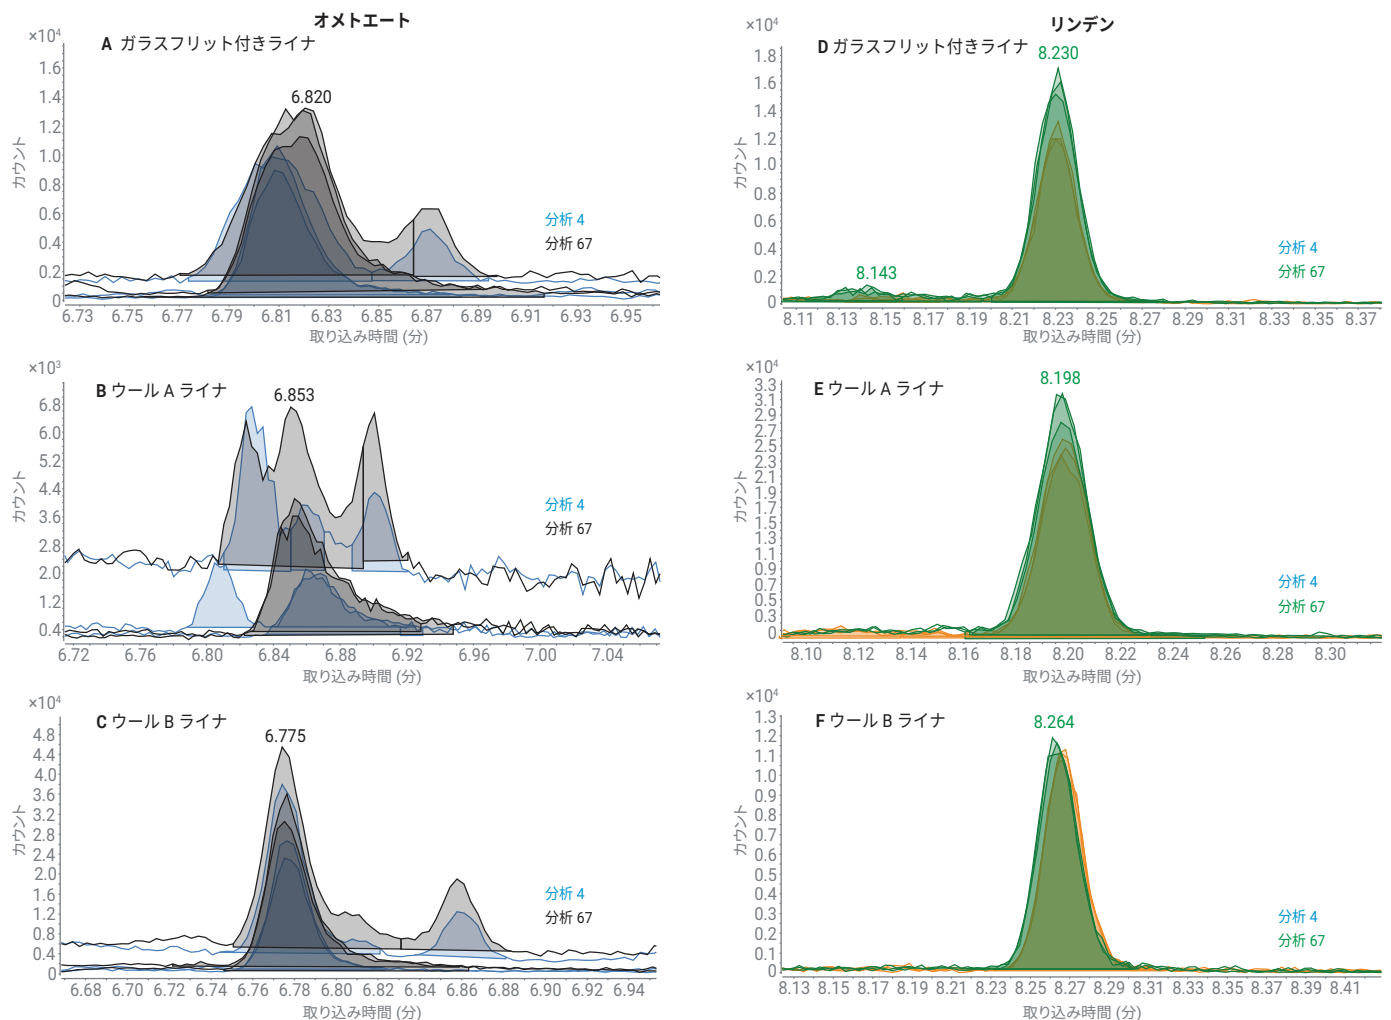 オメトエート
A ガラスフリット付きライナ
×10⁴
1.6
1.4
1.2
1.0
0.8
0.6
0.4
0.2
0
カウント
6.820
分析 4
分析 67
6.73 6.75 6.77 6.79 6.81 6.83 6.85 6.87 6.89 6.91 6.93 6.95
取り込み時間 (分)
B ウール A ライナ
×10³
6.8
6.0
5.2
4.4
3.6
2.8
2.0
1.2
0.4
カウント
6.853
分析 4
分析 67
6.72 6.76 6.80 6.84 6.88 6.92 6.96 7.00 7.04
取り込み時間 (分)
C ウール B ライナ
×10⁴
4.8
4.4
4.0
3.6
3.2
2.8
2.4
2.0
1.6
1.2
0.8
0.4
0
カウント
6.775
分析 4
分析 67
6.68 6.70 6.72 6.74 6.76 6.78 6.80 6.82 6.84 6.86 6.88 6.90 6.92 6.94
取り込み時間 (分)
リンデン
D ガラスフリット付きライナ
×10⁴
1.8
1.6
1.4
1.2
1.0
0.8
0.6
0.4
0.2
0
カウント
8.230
8.143
分析 4
分析 67
8.11 8.13 8.15 8.17 8.19 8.21 8.23 8.25 8.27 8.29 8.31 8.33 8.35 8.37
取り込み時間 (分)
E ウール A ライナ
×10⁴
3.3
3.1
2.9
2.7
2.5
2.3
2.1
1.9
1.7
1.5
1.3
1.1
0.9
0.7
0.5
0.3
0
カウント
8.198
分析 4
分析 67
8.10 8.12 8.14 8.16 8.18 8.20 8.22 8.24 8.26 8.28 8.30
取り込み時間 (分)
F ウール B ライナ
×10⁴
1.3
1.2
1.1
1.0
0.9
0.8
0.7
0.6
0.5
0.4
0.3
0.2
0.1
0
カウント
8.264
分析 4
分析 67
8.13 8.15 8.17 8.19 8.21 8.23 8.25 8.27 8.29 8.31 8.33 8.35 8.37 8.39 8.41
取り込み時間 (分)